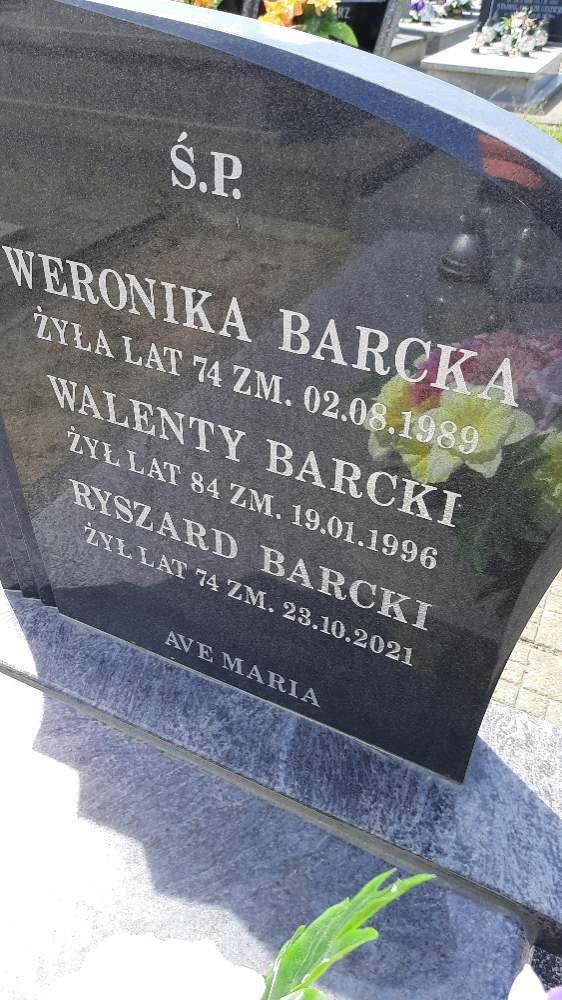 Ś.P.
WERONIKA BARCKA
ŻYŁA LAT 74 ZM. 02.08.1989
WALENTY BARCKI
ŻYŁ LAT 84 ZM. 19.01.1996
RYSZARD BARCKI
ŻYŁ LAT 74 ZM. 23.10.2021
AVE MARIA